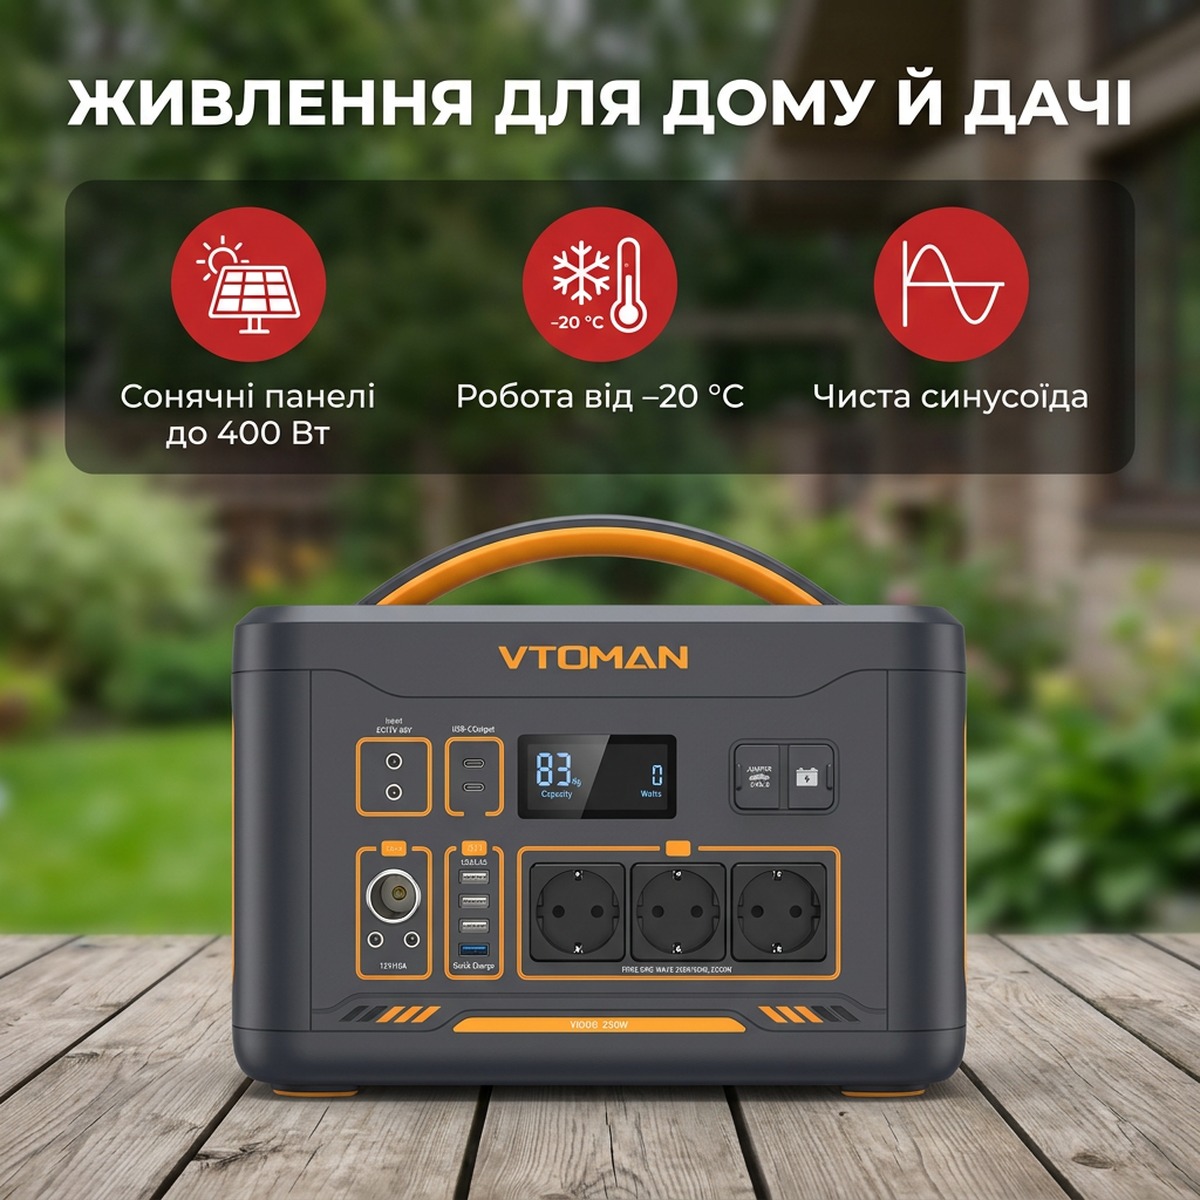 ЖИВЛЕННЯ ДЛЯ ДОМУ Й ДАЧІ
–20 °C
Сонячні панелі
до 400 Вт
Робота від –20 °C
Чиста синусоїда
VTOMAN
83
Capacity
0
Watts